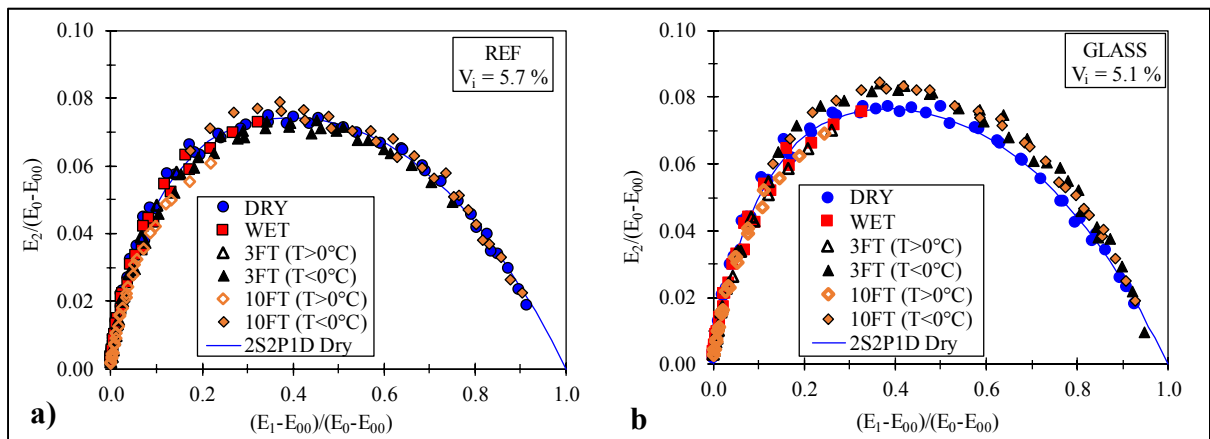 0.10
0.08
0.06
0.04
0.02
0.00
E₂/(E₀-E₀₀)
REF
Vᵢ = 5.7 %
DRY
WET
3FT (T>0°C)
3FT (T<0°C)
10FT (T>0°C)
10FT (T<0°C)
2S2P1D Dry
0.0 0.2 0.4 0.6 0.8 1.0
a)
(E₁-E₀₀)/(E₀-E₀₀)
0.10
0.08
0.06
0.04
0.02
0.00
E₂/(E₀-E₀₀)
GLASS
Vᵢ = 5.1 %
DRY
WET
3FT (T>0°C)
3FT (T<0°C)
10FT (T>0°C)
10FT (T<0°C)
2S2P1D Dry
0.0 0.2 0.4 0.6 0.8 1.0
b
(E₁-E₀₀)/(E₀-E₀₀)